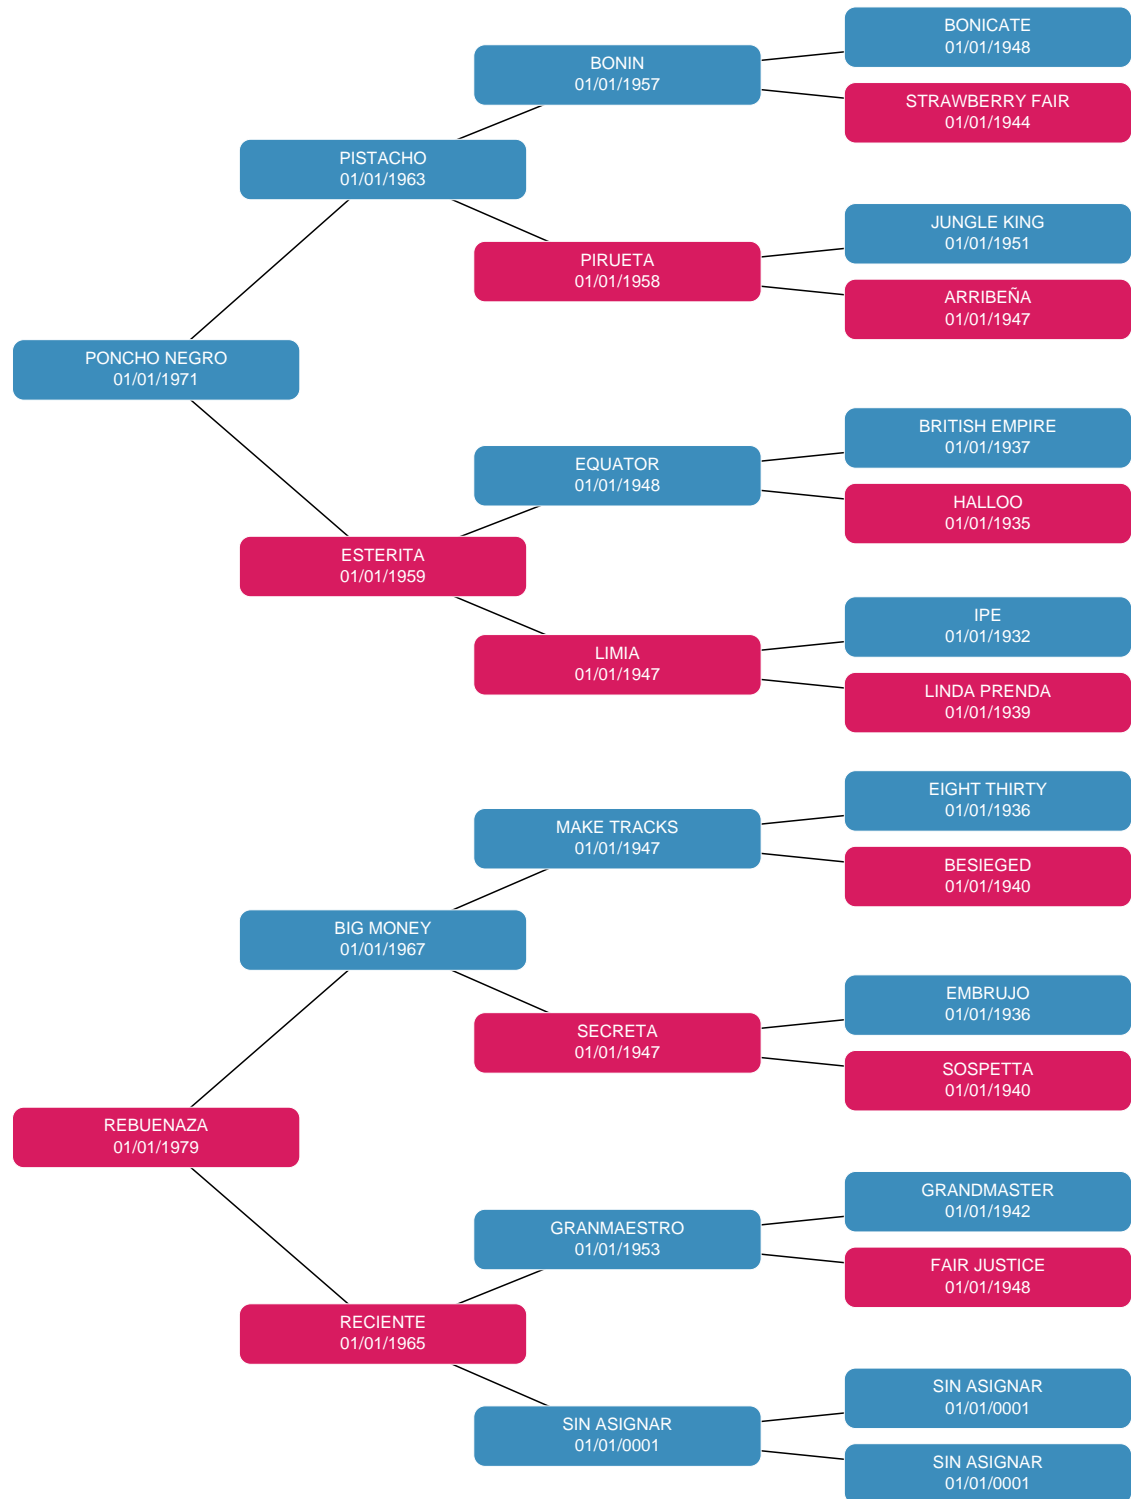 BONICATE
01/01/1948
BONIN
01/01/1957
STRAWBERRY FAIR
01/01/1944
PISTACHO
01/01/1963
JUNGLE KING
01/01/1951
PIRUETA
01/01/1958
ARRIBEÑA
01/01/1947
PONCHO NEGRO
01/01/1971
BRITISH EMPIRE
01/01/1937
EQUATOR
01/01/1948
HALLOO
01/01/1935
ESTERITA
01/01/1959
IPE
01/01/1932
LIMIA
01/01/1947
LINDA PRENDA
01/01/1939
EIGHT THIRTY
01/01/1936
MAKE TRACKS
01/01/1947
BESIEGED
01/01/1940
BIG MONEY
01/01/1967
EMBRUJO
01/01/1936
SECRETA
01/01/1947
SOSPETTA
01/01/1940
REBUENAZA
01/01/1979
GRANDMASTER
01/01/1942
GRANMAESTRO
01/01/1953
FAIR JUSTICE
01/01/1948
RECIENTE
01/01/1965
SIN ASIGNAR
01/01/0001
SIN ASIGNAR
01/01/0001
SIN ASIGNAR
01/01/0001